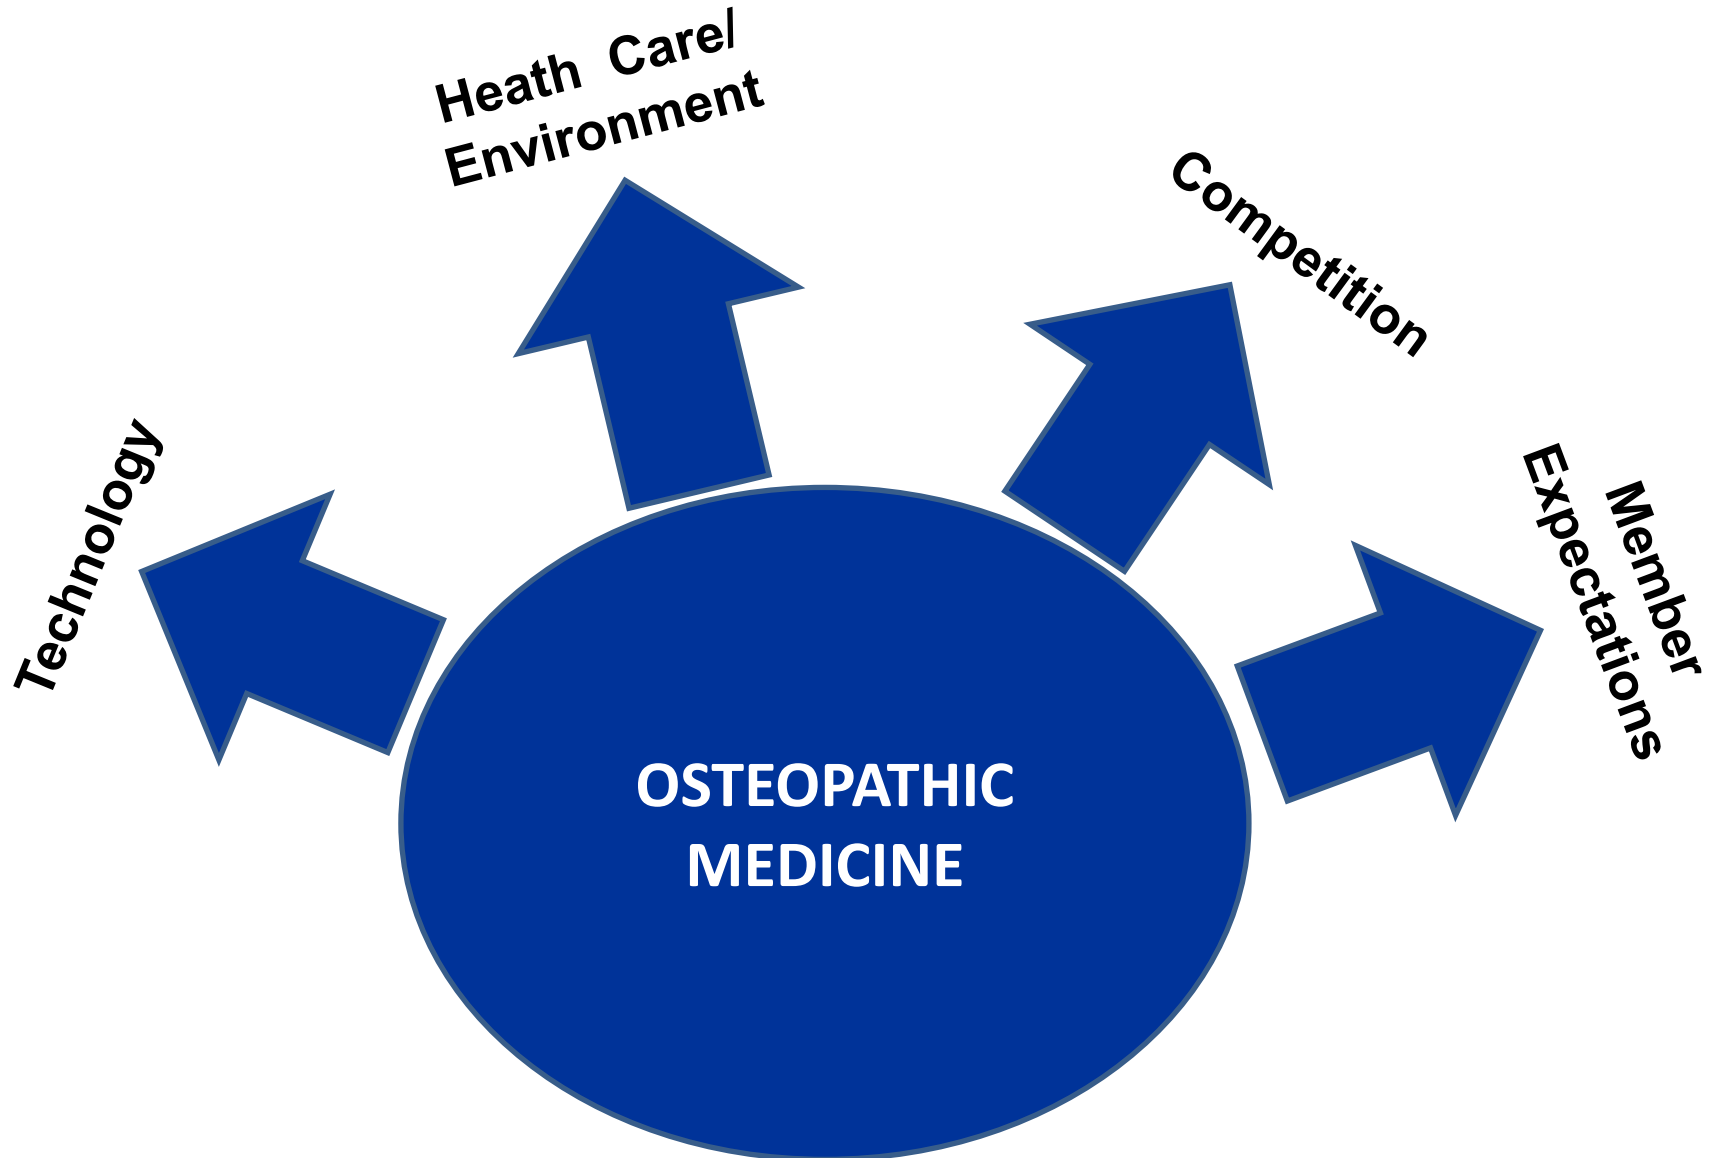 Heath Care/
Environment
Competition
Technology
Member
Expectations
OSTEOPATHIC
MEDICINE